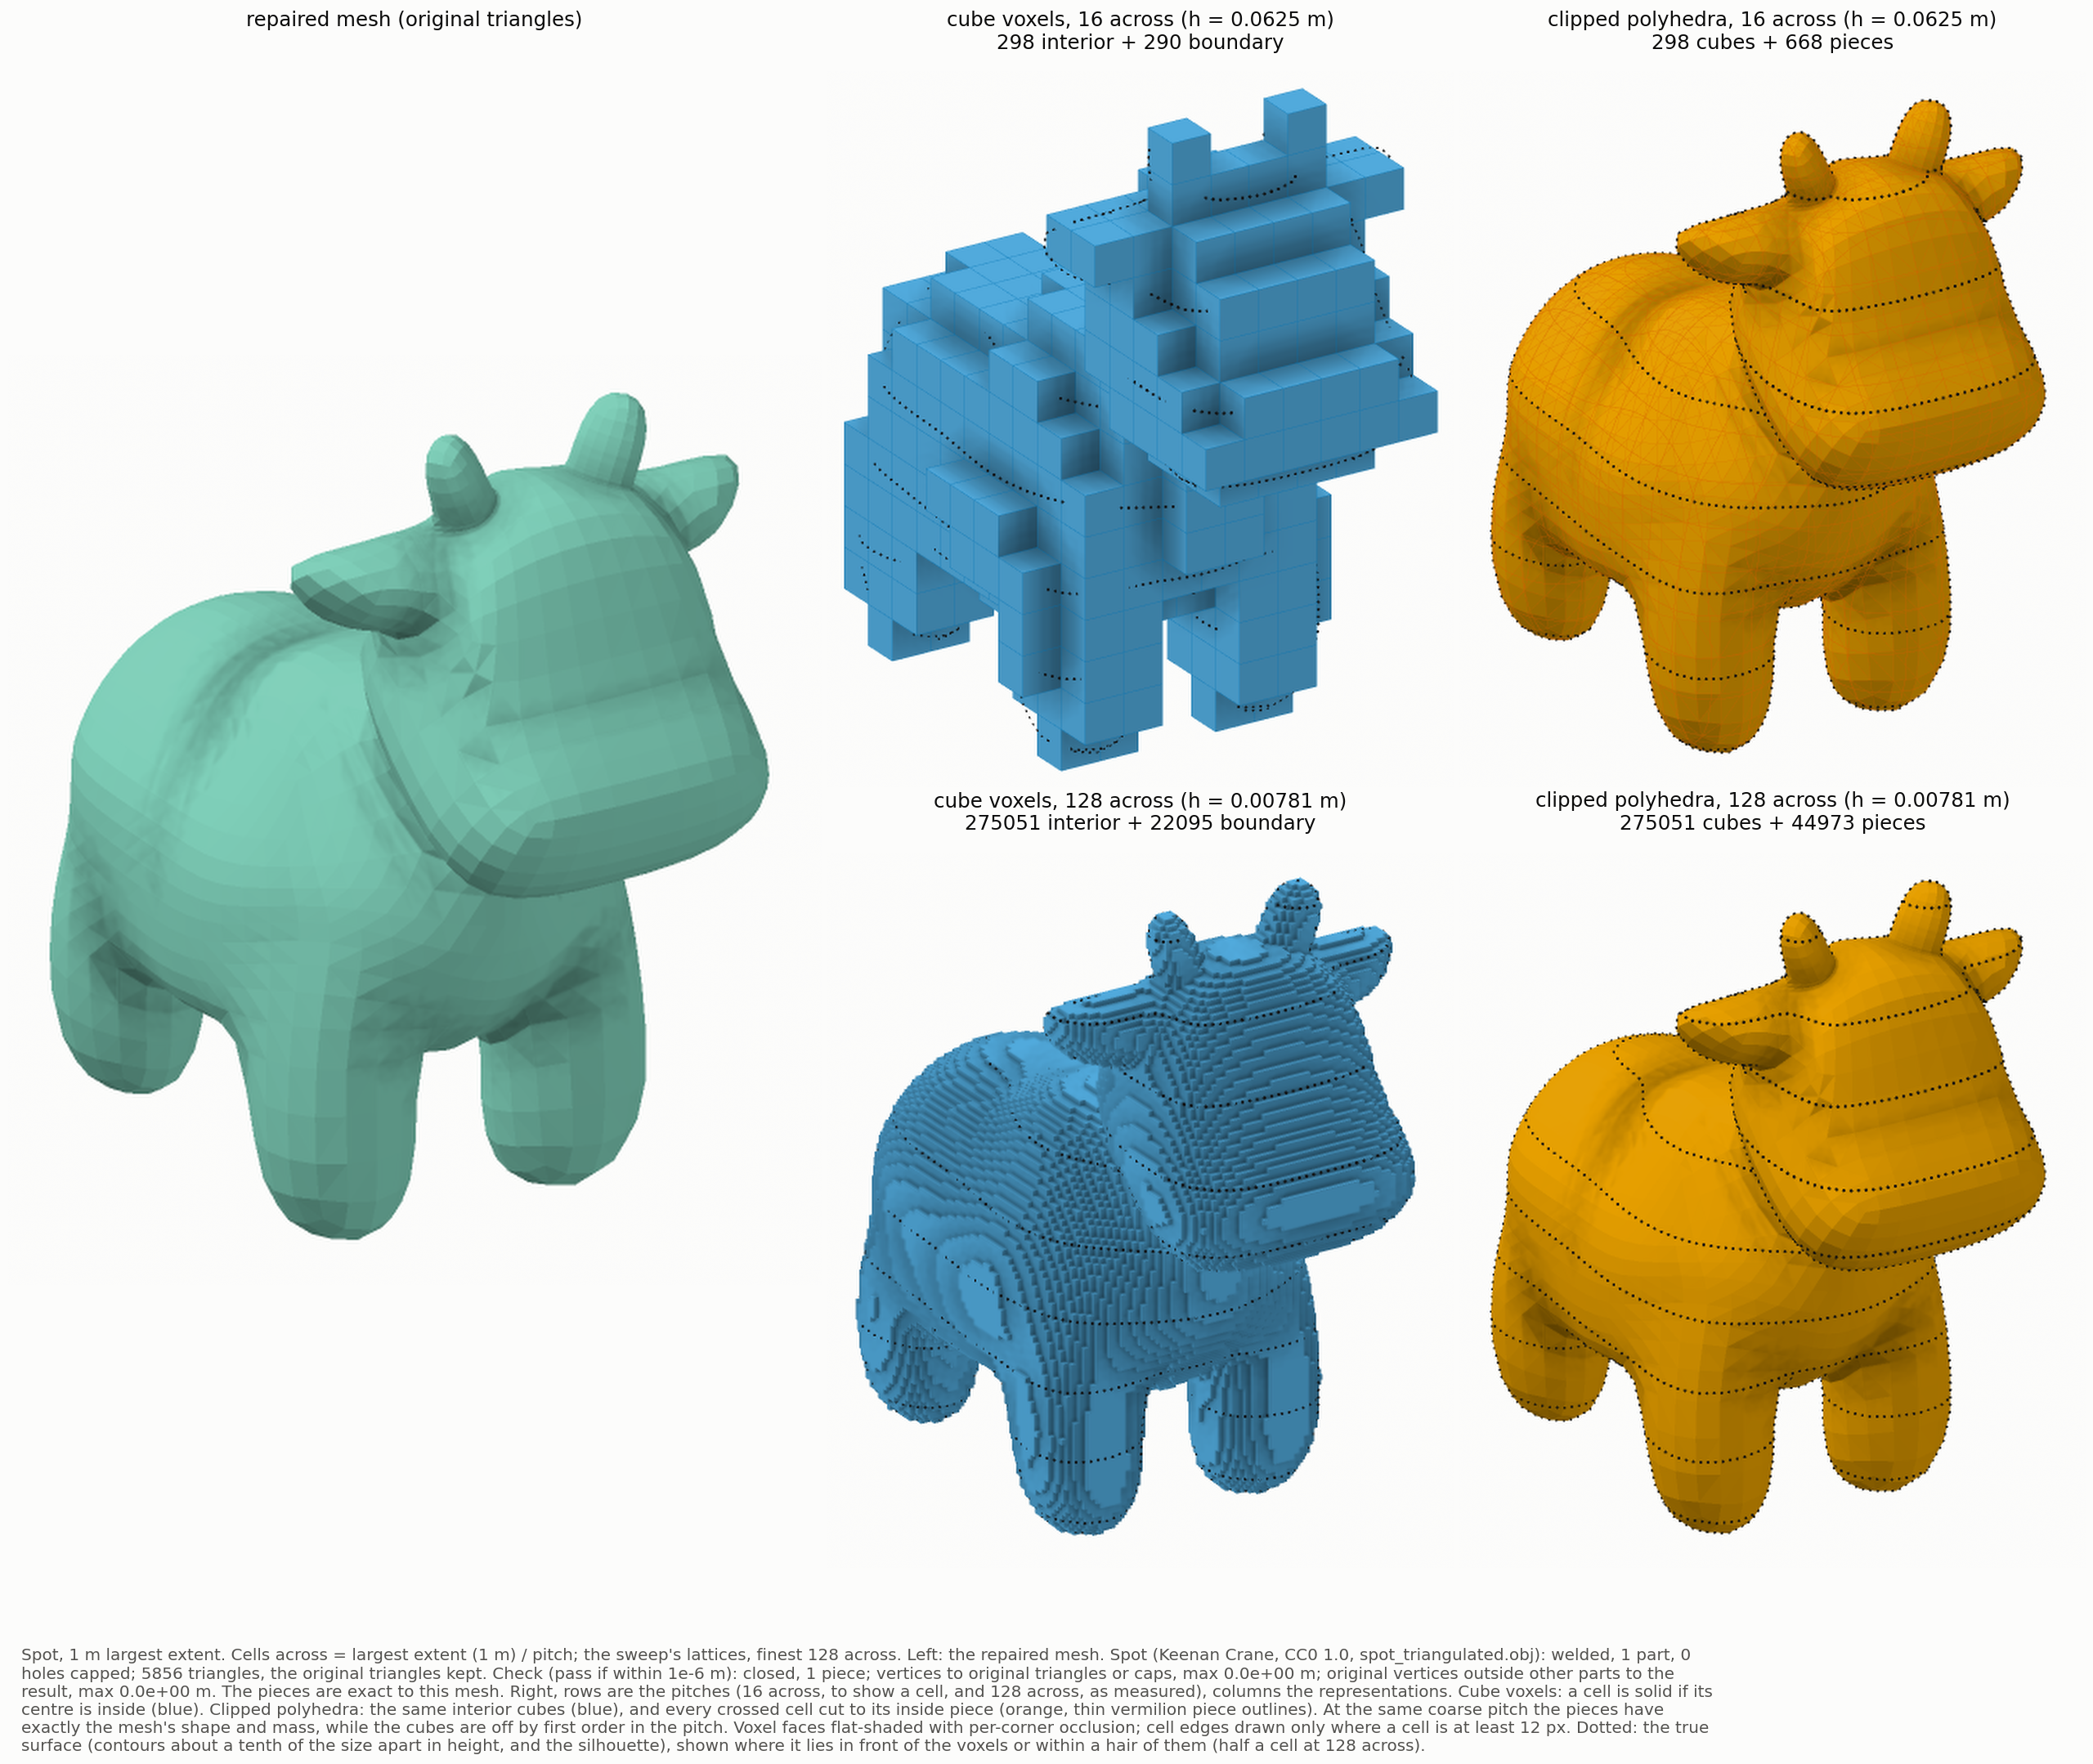 repaired mesh (original triangles)
cube voxels, 16 across (h = 0.0625 m)
298 interior + 290 boundary
clipped polyhedra, 16 across (h = 0.0625 m)
298 cubes + 668 pieces
cube voxels, 128 across (h = 0.00781 m)
275051 interior + 22095 boundary
clipped polyhedra, 128 across (h = 0.00781 m)
275051 cubes + 44973 pieces
Spot, 1 m largest extent. Cells across = largest extent (1 m) / pitch; the sweep's lattices, finest 128 across. Left: the repaired mesh. Spot (Keenan Crane, CC0 1.0, spot_triangulated.obj): welded, 1 part, 0
holes capped; 5856 triangles, the original triangles kept. Check (pass if within 1e-6 m): closed, 1 piece; vertices to original triangles or caps, max 0.0e+00 m; original vertices outside other parts to the
result, max 0.0e+00 m. The pieces are exact to this mesh. Right, rows are the pitches (16 across, to show a cell, and 128 across, as measured), columns the representations. Cube voxels: a cell is solid if its
centre is inside (blue). Clipped polyhedra: the same interior cubes (blue), and every crossed cell cut to its inside piece (orange, thin vermilion piece outlines). At the same coarse pitch the pieces have
exactly the mesh's shape and mass, while the cubes are off by first order in the pitch. Voxel faces flat-shaded with per-corner occlusion; cell edges drawn only where a cell is at least 12 px. Dotted: the true
surface (contours about a tenth of the size apart in height, and the silhouette), shown where it lies in front of the voxels or within a hair of them (half a cell at 128 across).